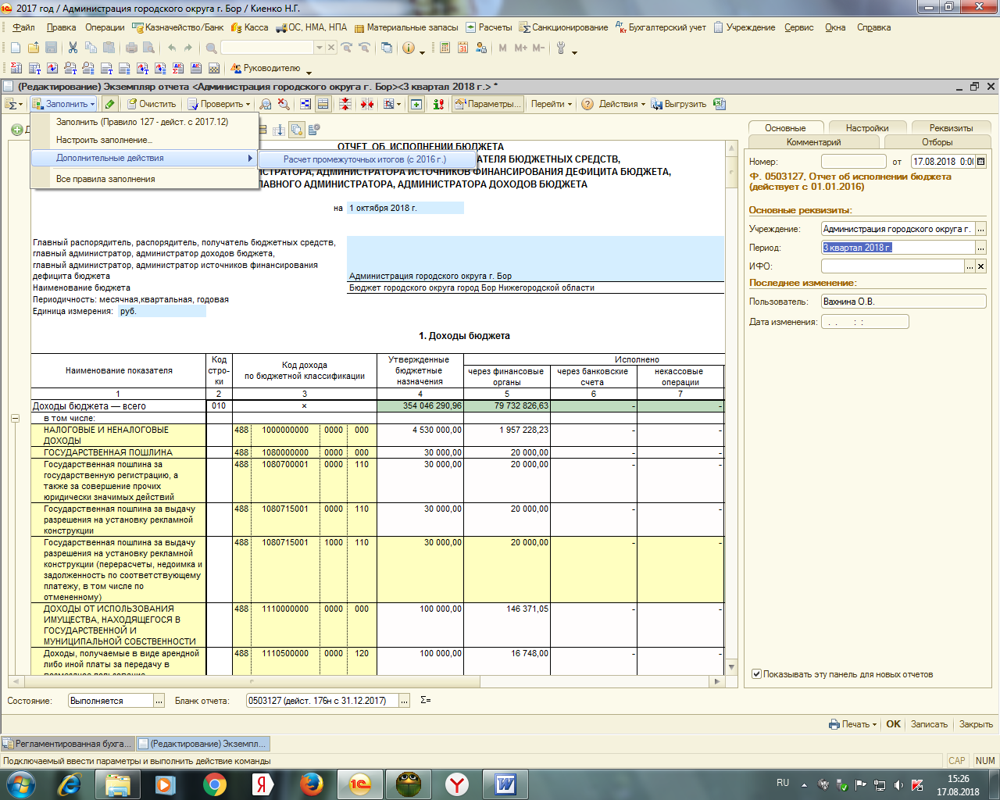 2017 год / Администрация городского округа г. Бор / Киенко Н.Г.
Файл Правка Операции Казначейство/Банк Касса ОС, НМА, НПА Материальные запасы Расчеты Санкционирование Бухгалтерский учет Учреждение Сервис Окна Справка
M M+ M-
Руководителю
(Редактирование) Экземпляр отчета <Администрация городского округа г. Бор><3 квартал 2018 г.> *
Заполнить Очистить Проверить Параметры... Перейти Действия Выгрузить
Заполнить (Правило 127 - дейст. с 2017.12)
Настроить заполнение...
Дополнительные действия
Расчет промежуточных итогов (с 2016 г.)
Все правила заполнения
ОТЧЕТ ОБ ИСПОЛНЕНИИ БЮДЖЕТА
АТЕЛЯ БЮДЖЕТНЫХ СРЕДСТВ,
ИСТРАТОРА, АДМИНИСТРАТОРА ИСТОЧНИКОВ ФИНАНСИРОВАНИЯ ДЕФИЦИТА БЮДЖЕТА,
ЛАВНОГО АДМИНИСТРАТОРА, АДМИНИСТРАТОРА ДОХОДОВ БЮДЖЕТА
на 1 октября 2018 г.
Главный распорядитель, распорядитель, получатель бюджетных средств,
главный администратор, администратор доходов бюджета,
главный администратор, администратор источников финансирования
дефицита бюджета Администрация городского округа г. Бор
Наименование бюджета Бюджет городского округа город Бор Нижегородской области
Периодичность: месячная,квартальная, годовая
Единица измерения: руб.
1. Доходы бюджета
Наименование показателя
Код стро-ки
Код дохода по бюджетной классификации
Утвержденные бюджетные назначения
Исполнено
через финансовые органы
через банковские счета
некассовые операции
1 2 3 4 5 6 7
Доходы бюджета — всего 010 × 354 046 290,96 79 732 826,63 - -
в том числе:
НАЛОГОВЫЕ И НЕНАЛОГОВЫЕ 488 1000000000 0000 000 4 530 000,00 1 957 228,23 - -
ДОХОДЫ
ГОСУДАРСТВЕННАЯ ПОШЛИНА 488 1080000000 0000 000 30 000,00 20 000,00 - -
Государственная пошлина за 488 1080700001 0000 110 30 000,00 20 000,00 - -
государственную регистрацию, а
также за совершение прочих
юридически значимых действий
Государственная пошлина за выдачу 488 1080715001 0000 110 30 000,00 20 000,00 - -
разрешения на установку рекламной
конструкции
Государственная пошлина за выдачу 488 1080715001 1000 110 30 000,00 20 000,00 - -
разрешения на установку рекламной
конструкции (перерасчеты, недоимка и
задолженность по соответствующему
платежу, в том числе по
отмененному)
ДОХОДЫ ОТ ИСПОЛЬЗОВАНИЯ 488 1110000000 0000 000 100 000,00 146 371,05 - -
ИМУЩЕСТВА, НАХОДЯЩЕГОСЯ В
ГОСУДАРСТВЕННОЙ И
МУНИЦИПАЛЬНОЙ СОБСТВЕННОСТИ
Доходы, получаемые в виде арендной 488 1110500000 0000 120 100 000,00 16 748,00 - -
либо иной платы за передачу в
Основные Настройки Реквизиты
Комментарий Отборы
Номер: от 17.08.2018
Ф. 0503127, Отчет об исполнении бюджета
(действует с 01.01.2016)
Основные реквизиты:
Учреждение: Администрация городского округа г.
Период: 3 квартал 2018 г.
ИФО:
Последнее изменение:
Пользователь: Вахнина О.В.
Дата изменения: . . : :
Показывать эту панель для новых отчетов
Состояние: Выполняется ... Бланк отчета: 0503127 (дейст. 176н с 31.12.2017) ... Σ=
Печать OK Записать Закрыть
Регламентированная бухга... (Редактирование) Экземпл...
Подключаемый ввести параметры и выполнить действие команды
CAP NUM
RU
15:26
17.08.2018